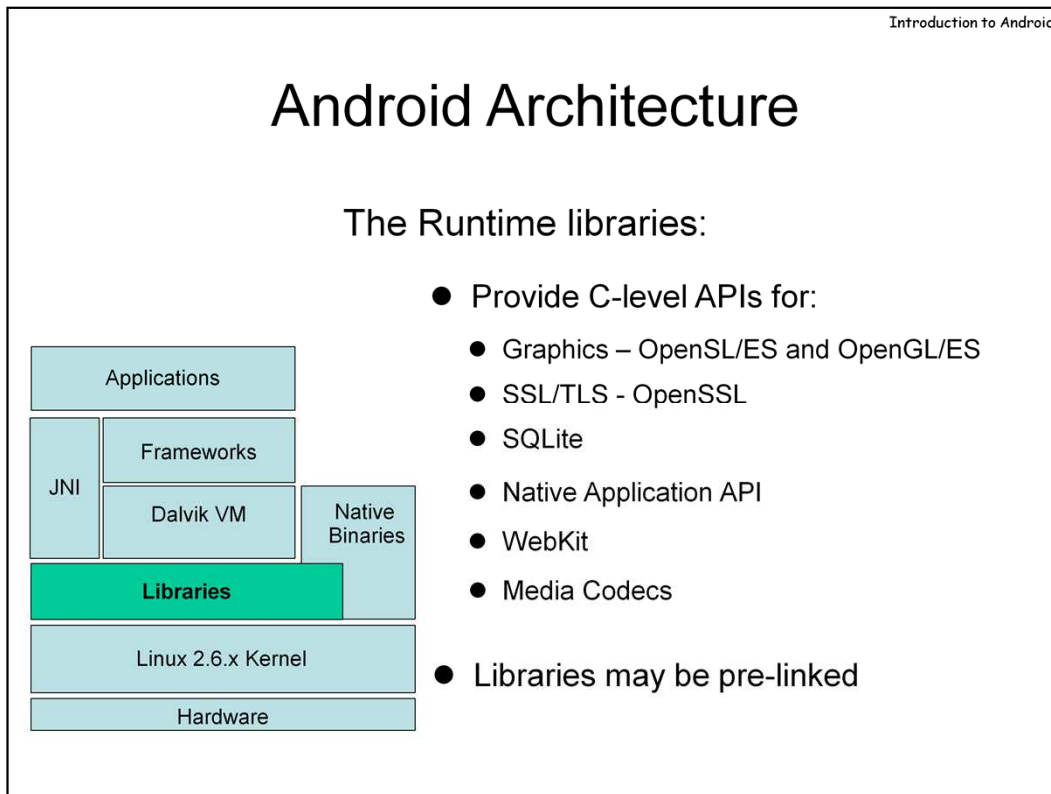 Introduction to Android
Android Architecture
The Runtime libraries:
● Provide C-level APIs for:
● Graphics – OpenSL/ES and OpenGL/ES
● SSL/TLS - OpenSSL
● SQLite
● Native Application API
● WebKit
● Media Codecs
● Libraries may be pre-linked
Applications
JNI
Frameworks
Dalvik VM
Native
Binaries
Libraries
Linux 2.6.x Kernel
Hardware